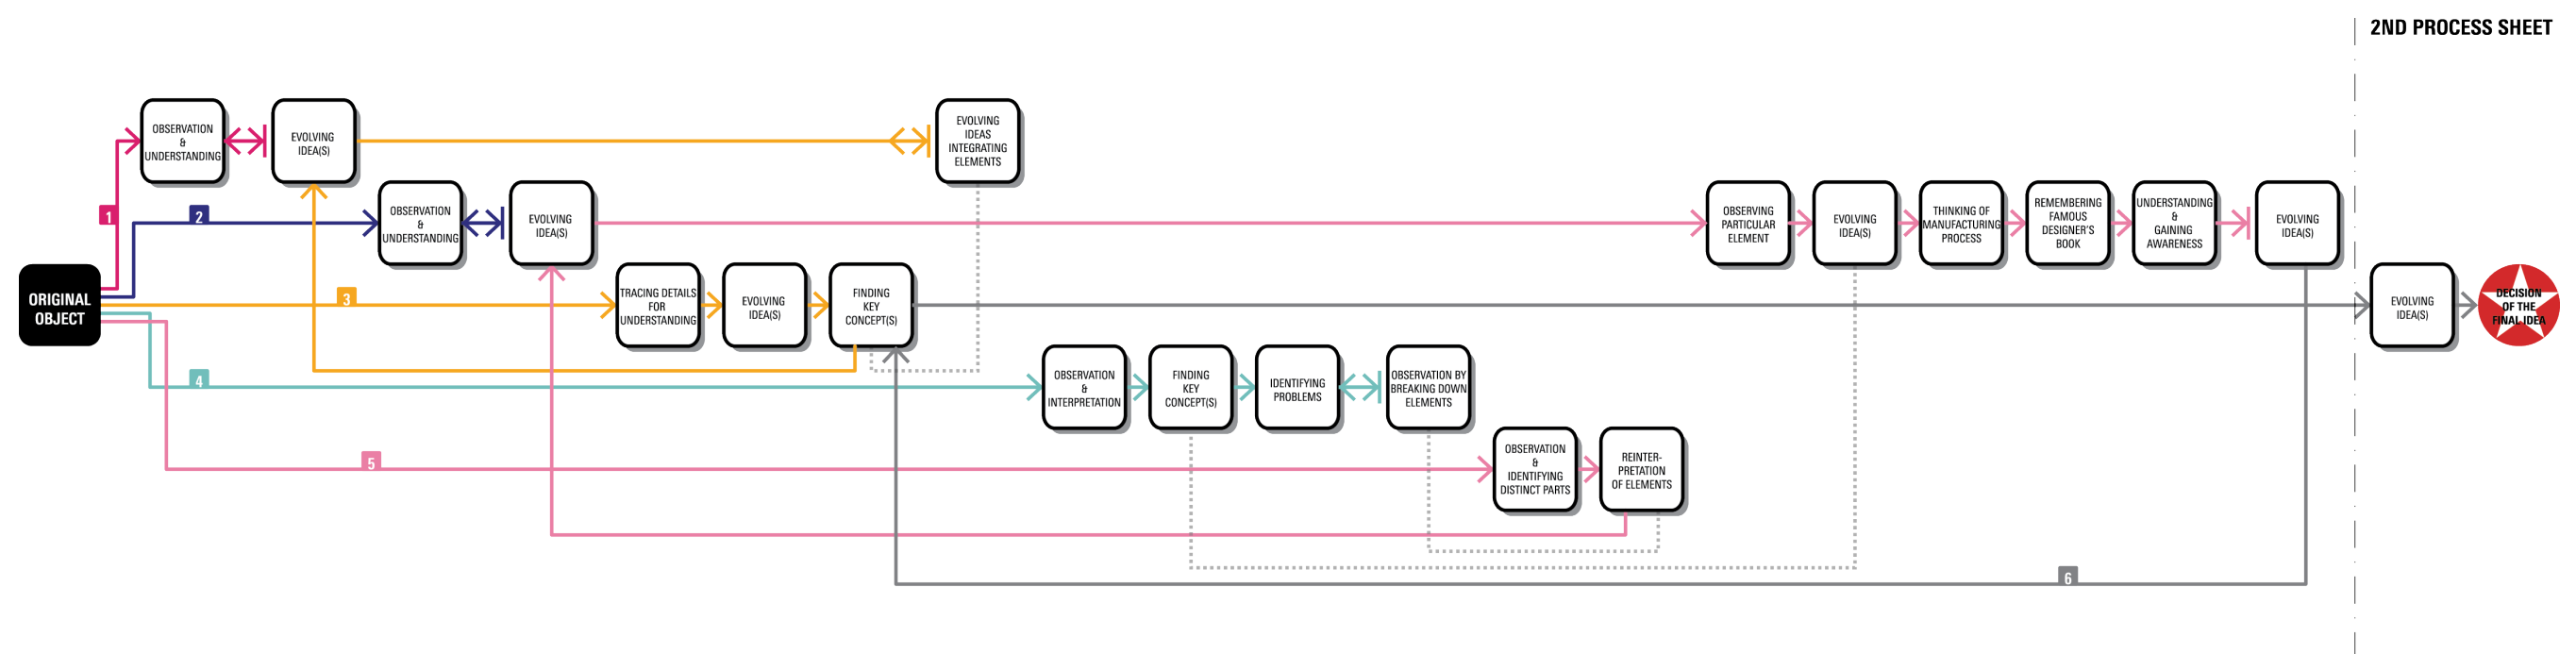 2ND PROCESS SHEET
OBSERVATION
&
UNDERSTANDING
EVOLVING
IDEA(S)
EVOLVING
IDEAS
INTEGRATING
ELEMENTS
1
2
OBSERVATION
&
UNDERSTANDING
EVOLVING
IDEA(S)
OBSERVING
PARTICULAR
ELEMENT
EVOLVING
IDEA(S)
THINKING OF
MANUFACTURING
PROCESS
REMEMBERING
FAMOUS
DESIGNER'S
BOOK
UNDERSTANDING
&
GAINING
AWARENESS
EVOLVING
IDEA(S)
ORIGINAL
OBJECT
3
TRACING DETAILS
FOR
UNDERSTANDING
EVOLVING
IDEA(S)
FINDING
KEY
CONCEPT(S)
EVOLVING
IDEA(S)
DECISION
OF THE
FINAL IDEA
4
OBSERVATION
&
INTERPRETATION
FINDING
KEY
CONCEPT(S)
IDENTIFYING
PROBLEMS
OBSERVATION BY
BREAKING DOWN
ELEMENTS
5
OBSERVATION
&
IDENTIFYING
DISTINCT PARTS
REINTER-
PRETATION
OF ELEMENTS
6